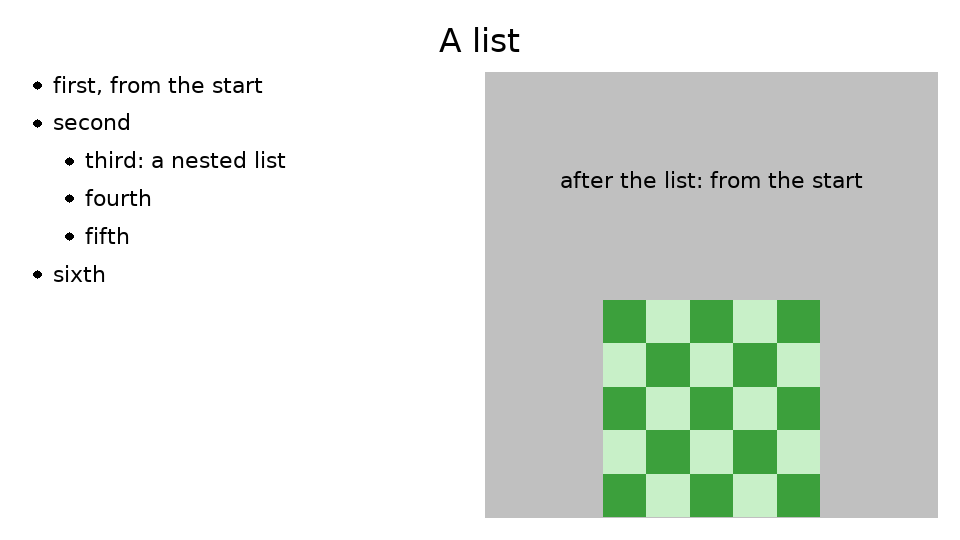 A list
first, from the start
second
third: a nested list
fourth
fifth
sixth
after the list: from the start